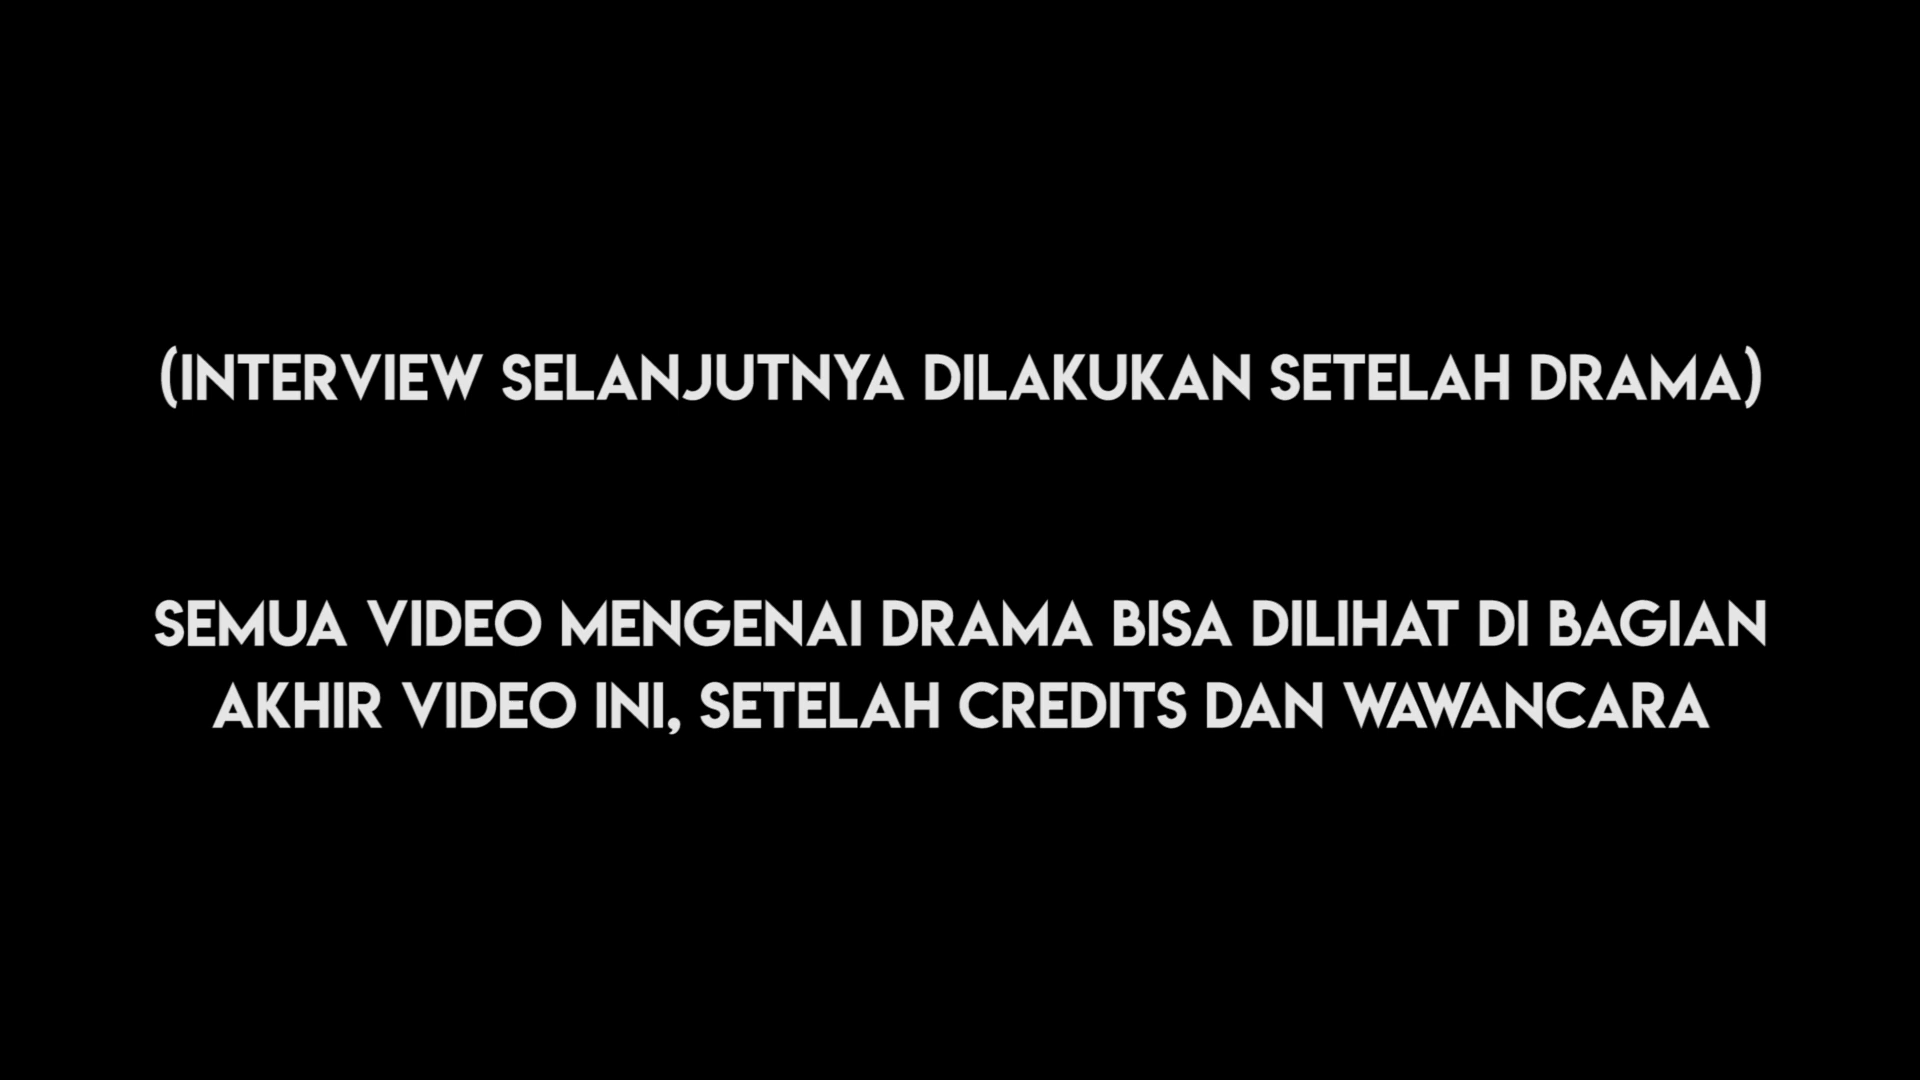 (INTERVIEW SELANJUTNYA DILAKUKAN SETELAH DRAMA)
SEMUA VIDEO MENGENAI DRAMA BISA DILIHAT DI BAGIAN
AKHIR VIDEO INI, SETELAH CREDITS DAN WAWANCARA